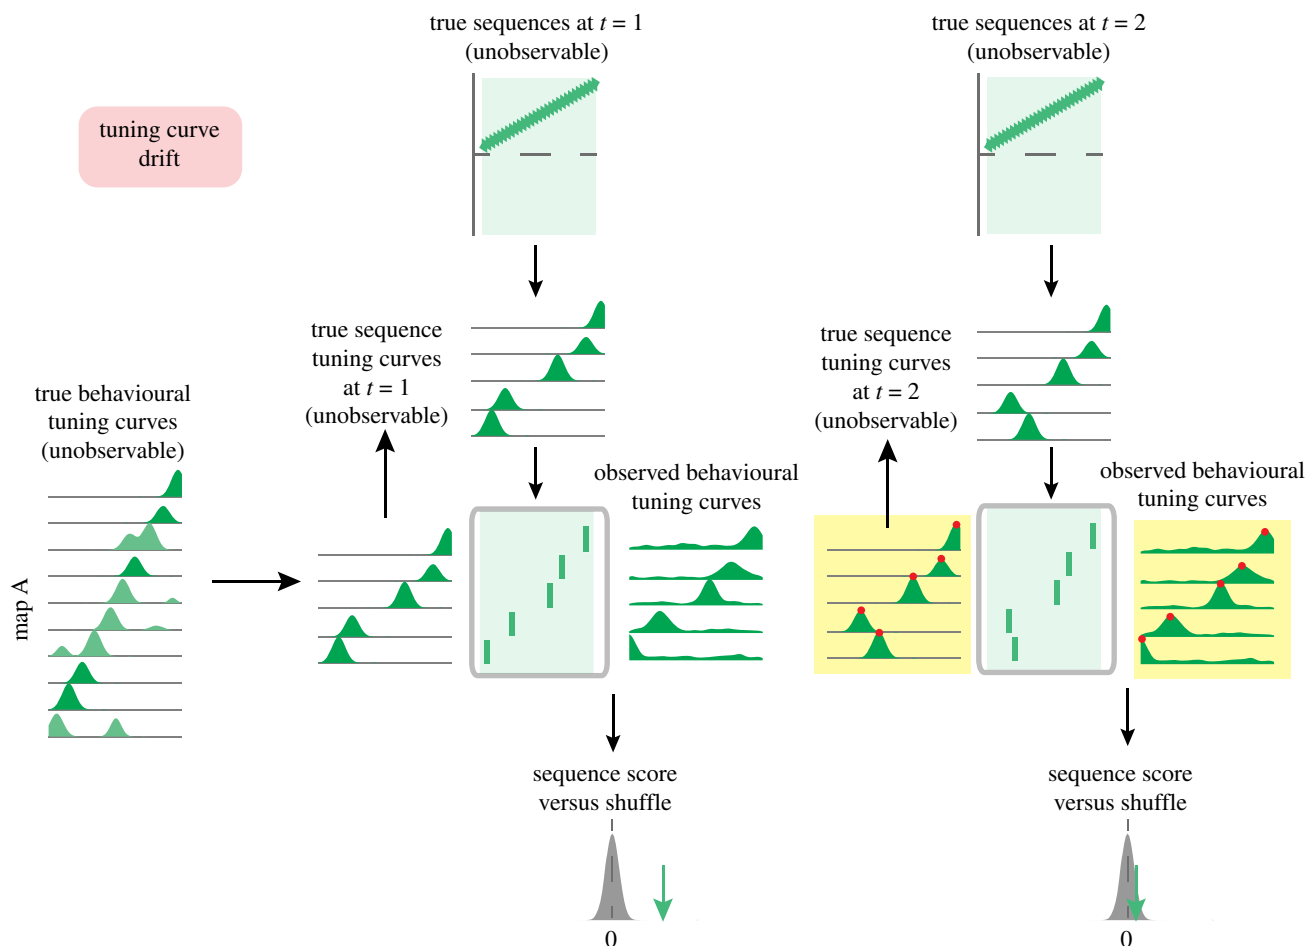 true sequences at t = 1
(unobservable)
true sequences at t = 2
(unobservable)
tuning curve
drift
true sequence
tuning curves
at t = 1
(unobservable)
true sequence
tuning curves
at t = 2
(unobservable)
true behavioural
tuning curves
(unobservable)
observed behavioural
tuning curves
observed behavioural
tuning curves
map A
sequence score
versus shuffle
0
sequence score
versus shuffle
0